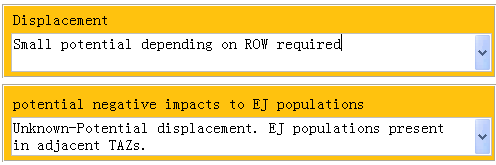 Displacement
Small potential depending on ROW required
potential negative impacts to EJ populations
Unknown-Potential displacement. EJ populations present
in adjacent TAZs.